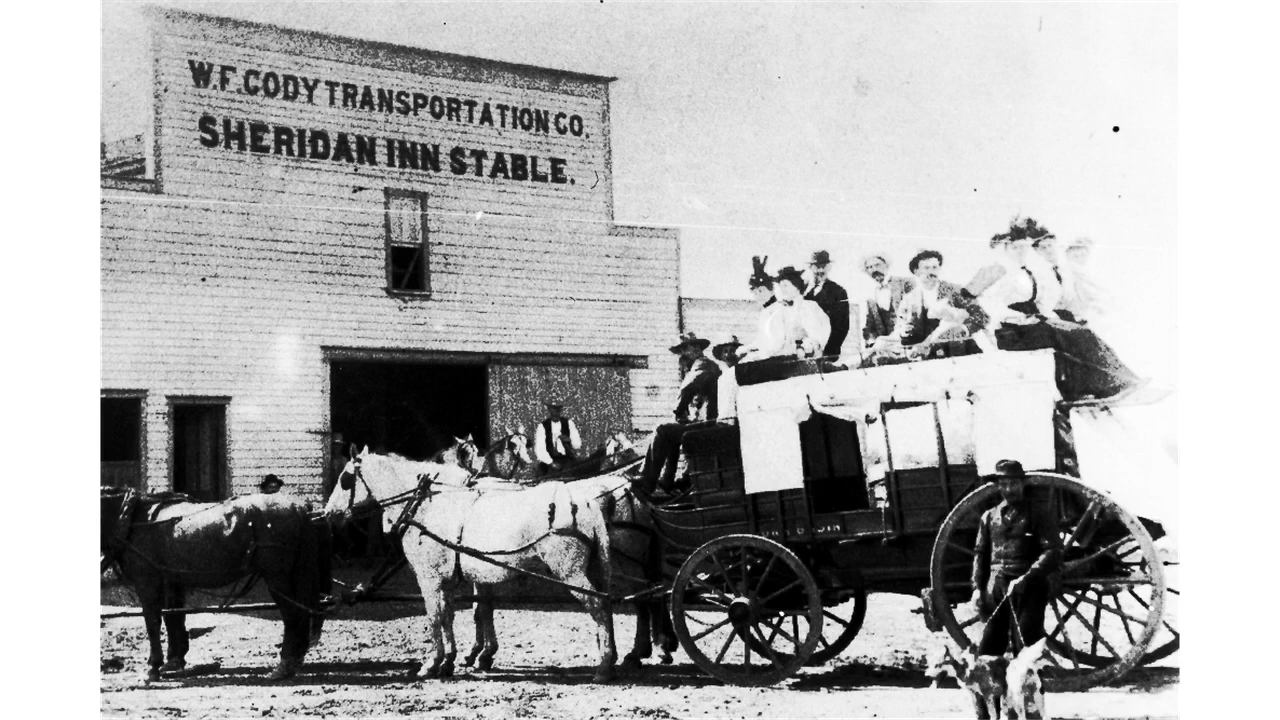 W.F. CODY TRANSPORTATION CO.
SHERIDAN INN STABLE.